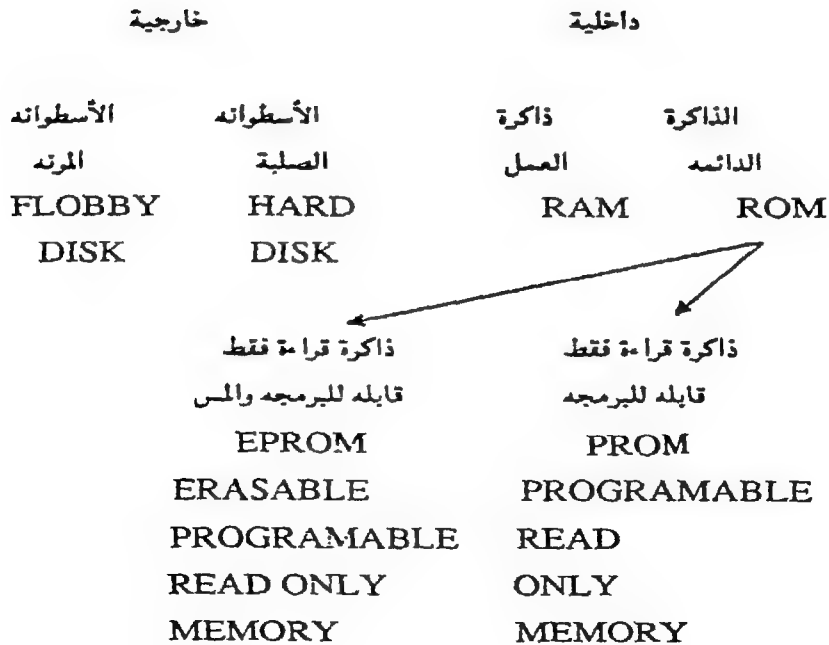 داخلية خارجية
الذاكرة ذاكرة الأسطوانه الأسطوانه
الدائمه العمل الصلبة المرنه
FLOBBY HARD RAM ROM
DISK DISK
ذاكرة قراءة فقط ذاكرة قراءة فقط
قابله للبرمجه قابله للبرمجه والمس
EPROM PROM
ERASABLE PROGRAMABLE
PROGRAMABLE READ
READ ONLY ONLY
MEMORY MEMORY